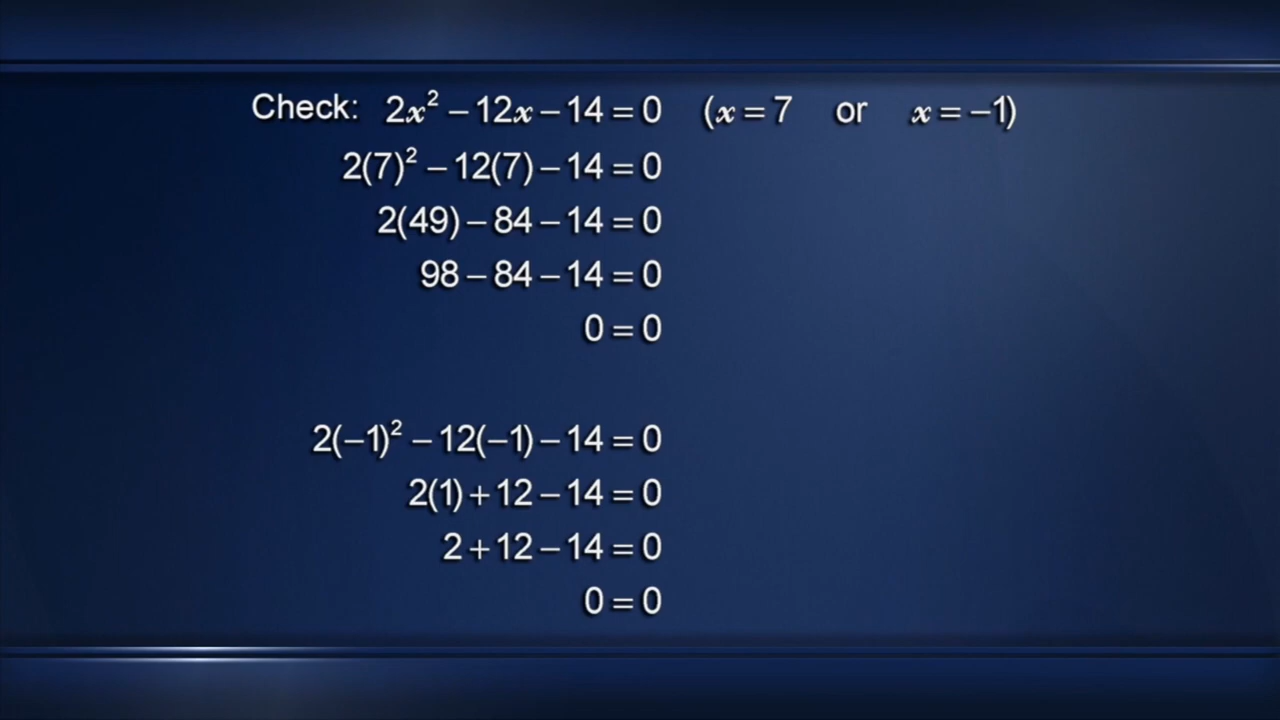 Check: 2x² – 12x – 14 = 0 (x = 7 or x = –1)
2(7)² – 12(7) – 14 = 0
2(49) – 84 – 14 = 0
98 – 84 – 14 = 0
0 = 0
2(–1)² – 12(–1) – 14 = 0
2(1) + 12 – 14 = 0
2 + 12 – 14 = 0
0 = 0